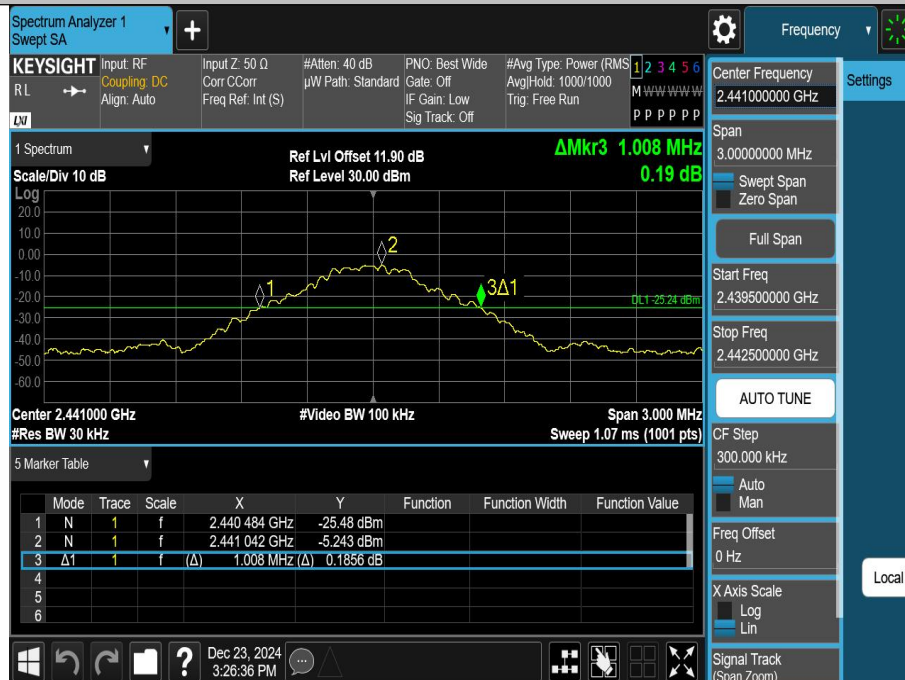 Spectrum Analyzer 1
Swept SA
Frequency
KEYSIGHT
RL
LXI
Input: RF
Coupling: DC
Align: Auto
Input Z: 50 Ω
Corr CCorr
Freq Ref: Int (S)
#Atten: 40 dB
µW Path: Standard
PNO: Best Wide
Gate: Off
IF Gain: Low
Sig Track: Off
#Avg Type: Power (RMS
Avg|Hold: 1000/1000
Trig: Free Run
1 2 3 4 5 6
M W W W W W
P P P P P P
1 Spectrum
Scale/Div 10 dB
Ref Lvl Offset 11.90 dB
Ref Level 30.00 dBm
ΔMkr3 1.008 MHz
0.19 dB
Log
20.0
10.0
0.00
-10.0
-20.0
-30.0
-40.0
-50.0
-60.0
1
2
3Δ1
DL1 -25.24 dBm
Center 2.441000 GHz
#Res BW 30 kHz
#Video BW 100 kHz
Span 3.000 MHz
Sweep 1.07 ms (1001 pts)
5 Marker Table
Mode Trace Scale X Y Function Function Width Function Value
1 N 1 f 2.440 484 GHz -25.48 dBm
2 N 1 f 2.441 042 GHz -5.243 dBm
3 Δ1 1 f (Δ) 1.008 MHz (Δ) 0.1856 dB
4
5
6
?
Dec 23, 2024
3:26:36 PM
Center Frequency
2.441000000 GHz
Span
3.00000000 MHz
Swept Span
Zero Span
Full Span
Start Freq
2.439500000 GHz
Stop Freq
2.442500000 GHz
AUTO TUNE
CF Step
300.000 kHz
Auto
Man
Freq Offset
0 Hz
X Axis Scale
Log
Lin
Signal Track
(Span Zoom)
Settings
Local